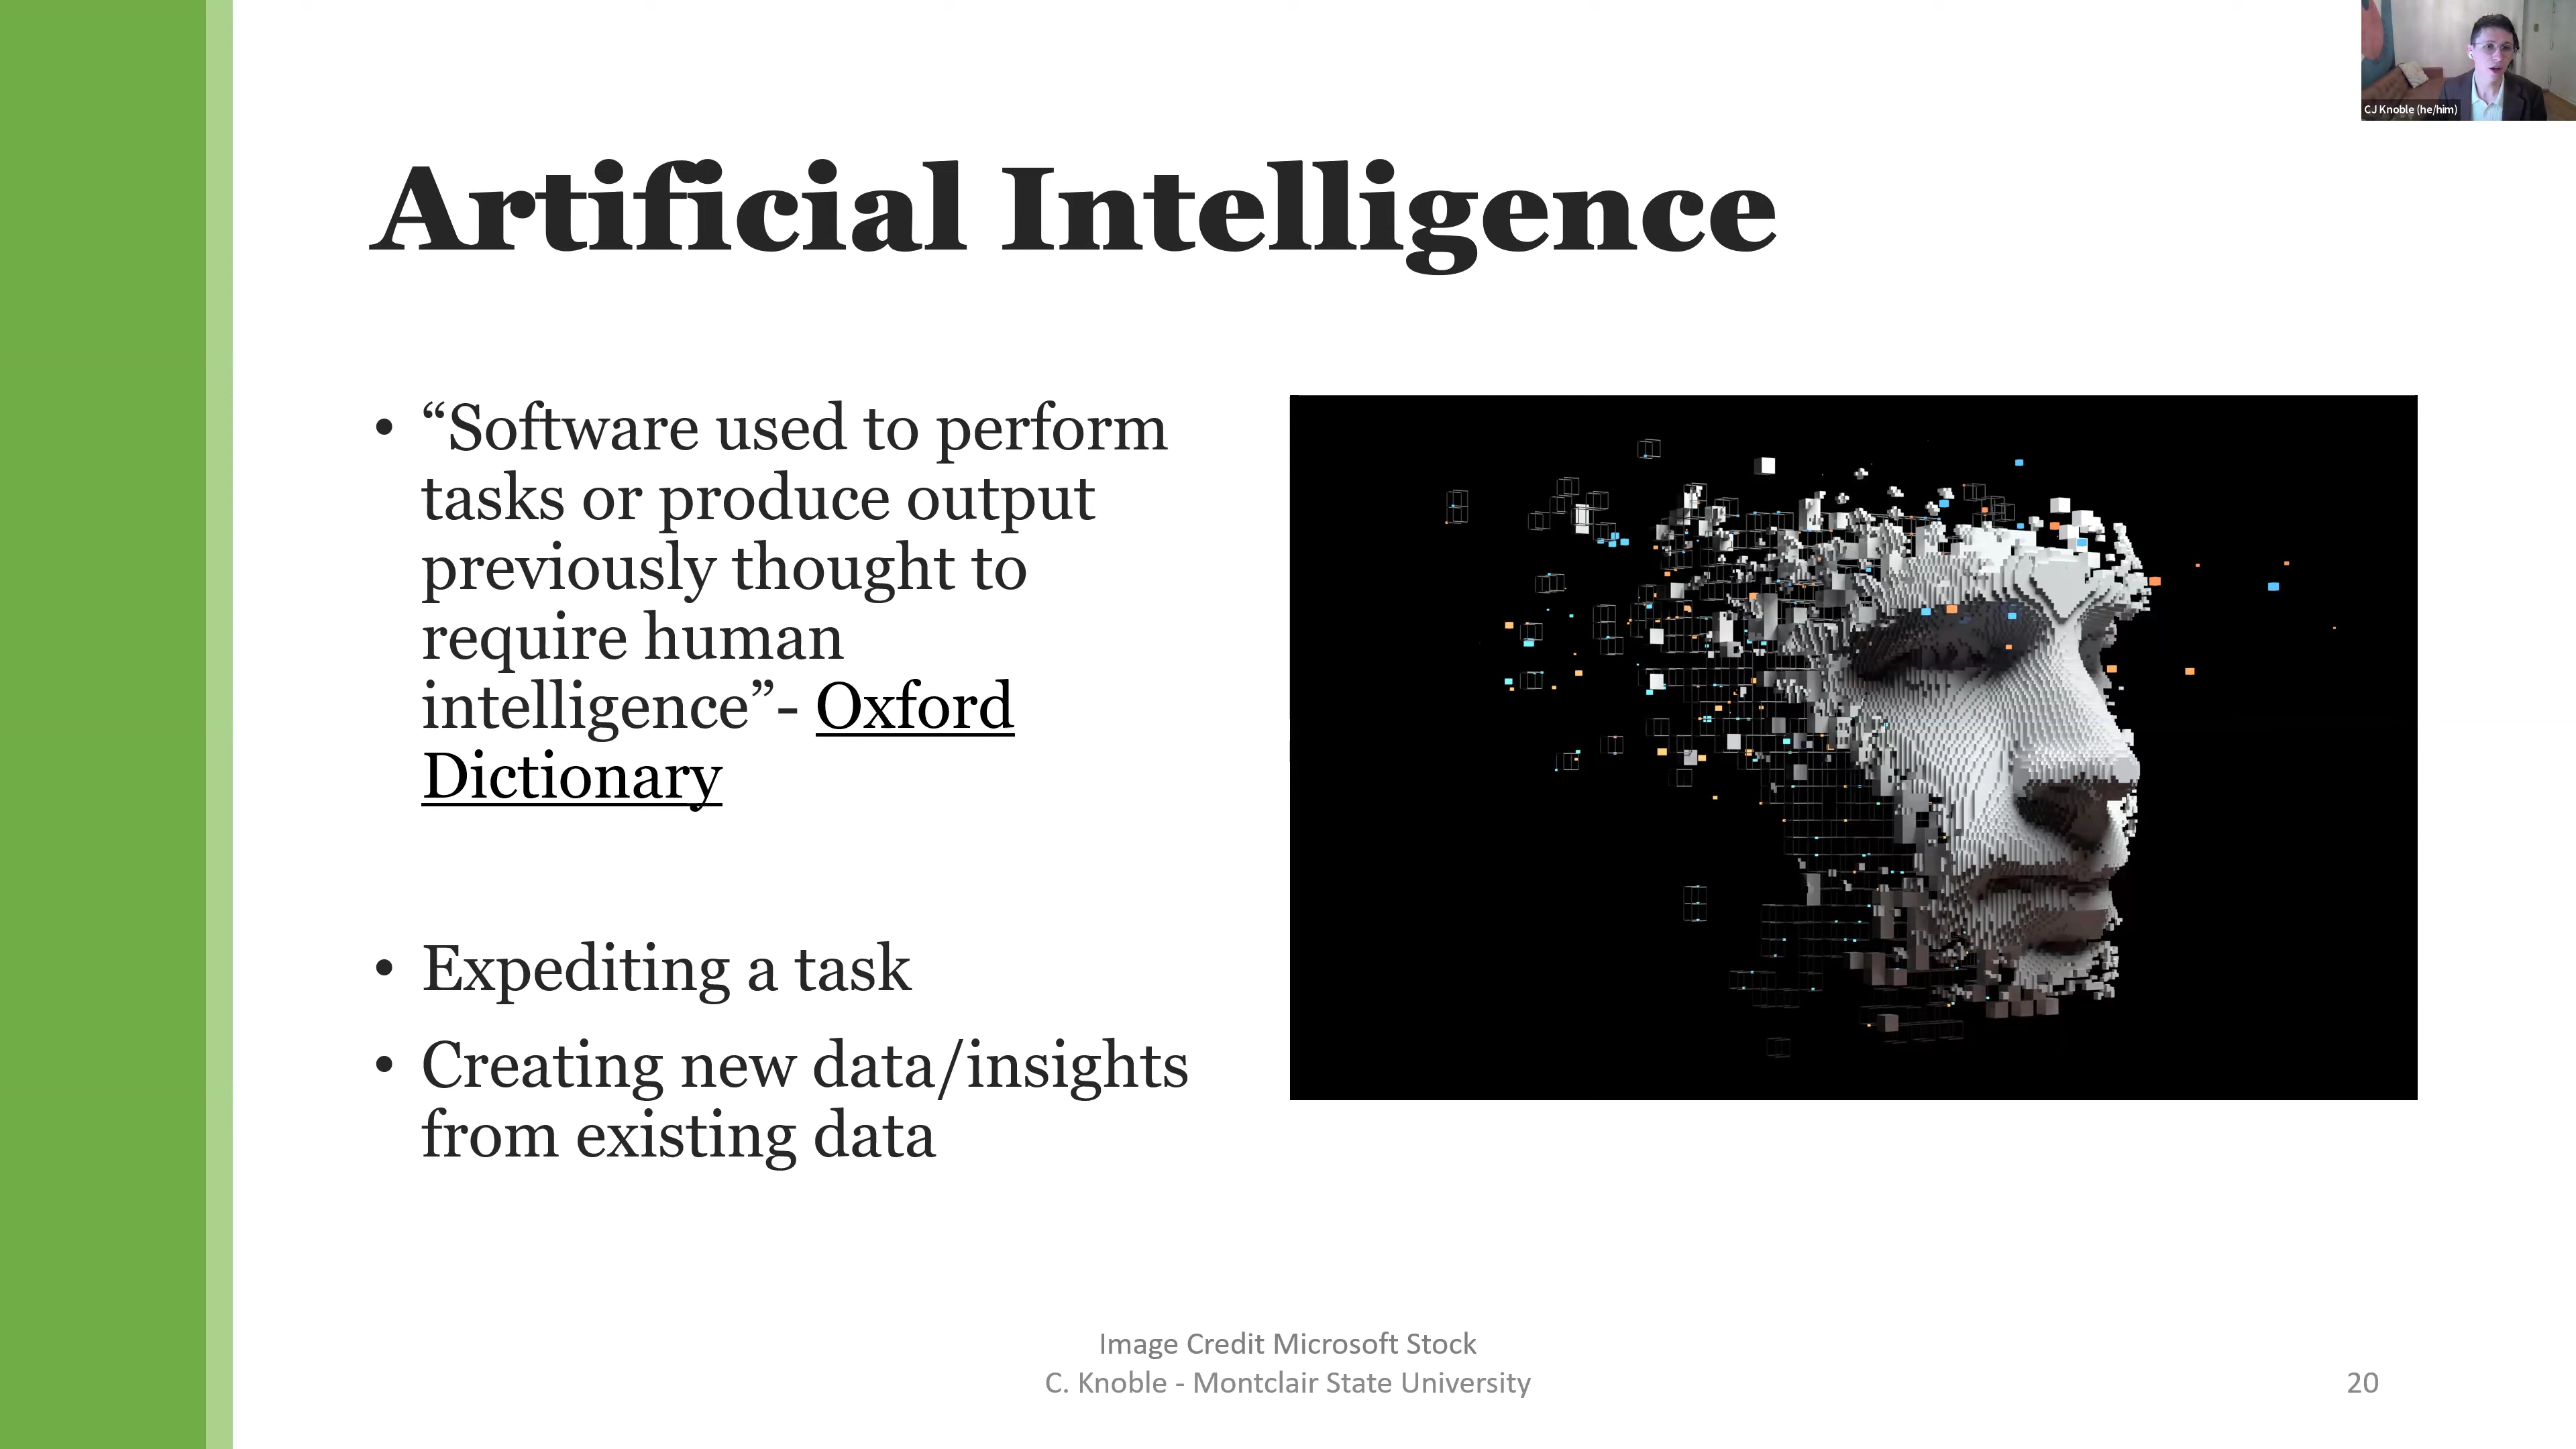 CJ Knoble (he/him)
Artificial Intelligence
• “Software used to perform
tasks or produce output
previously thought to
require human
intelligence”- Oxford
Dictionary
• Expediting a task
• Creating new data/insights
from existing data
Image Credit Microsoft Stock
C. Knoble - Montclair State University
20